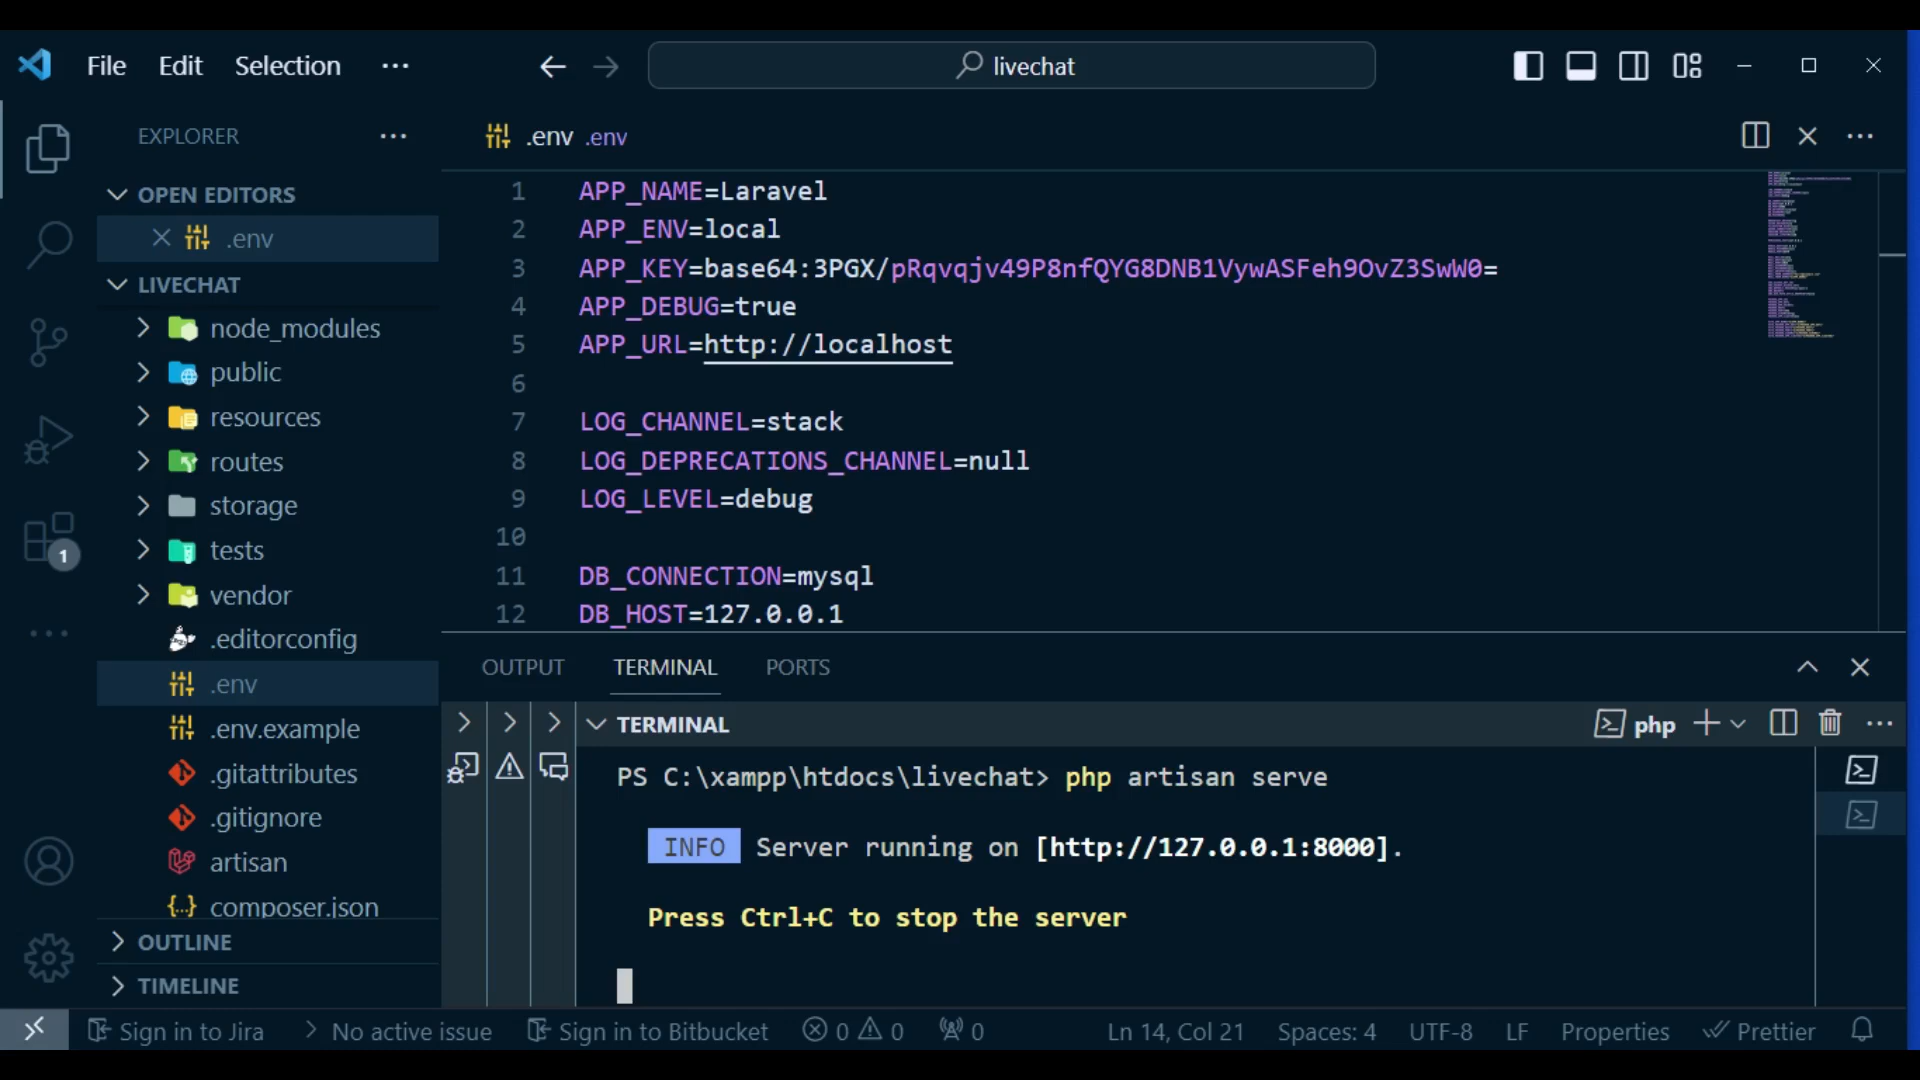 File Edit Selection ···
livechat
EXPLORER
OPEN EDITORS
.env
LIVECHAT
node_modules
public
resources
routes
storage
tests
vendor
.editorconfig
.env
.env.example
.gitattributes
.gitignore
artisan
composer.json
OUTLINE
TIMELINE
1
.env .env
1 APP_NAME=Laravel
2 APP_ENV=local
3 APP_KEY=base64:3PGX/pRqvqjv49P8nfQYG8DNB1VywASFeh9OvZ3SwW0=
4 APP_DEBUG=true
5 APP_URL=http://localhost
6
7 LOG_CHANNEL=stack
8 LOG_DEPRECATIONS_CHANNEL=null
9 LOG_LEVEL=debug
10
11 DB_CONNECTION=mysql
12 DB_HOST=127.0.0.1
OUTPUT TERMINAL PORTS
TERMINAL
php
PS C:\xampp\htdocs\livechat> php artisan serve
INFO Server running on [http://127.0.0.1:8000].
Press Ctrl+C to stop the server
Sign in to Jira No active issue Sign in to Bitbucket 0 0 0 Ln 14, Col 21 Spaces: 4 UTF-8 LF Properties Prettier